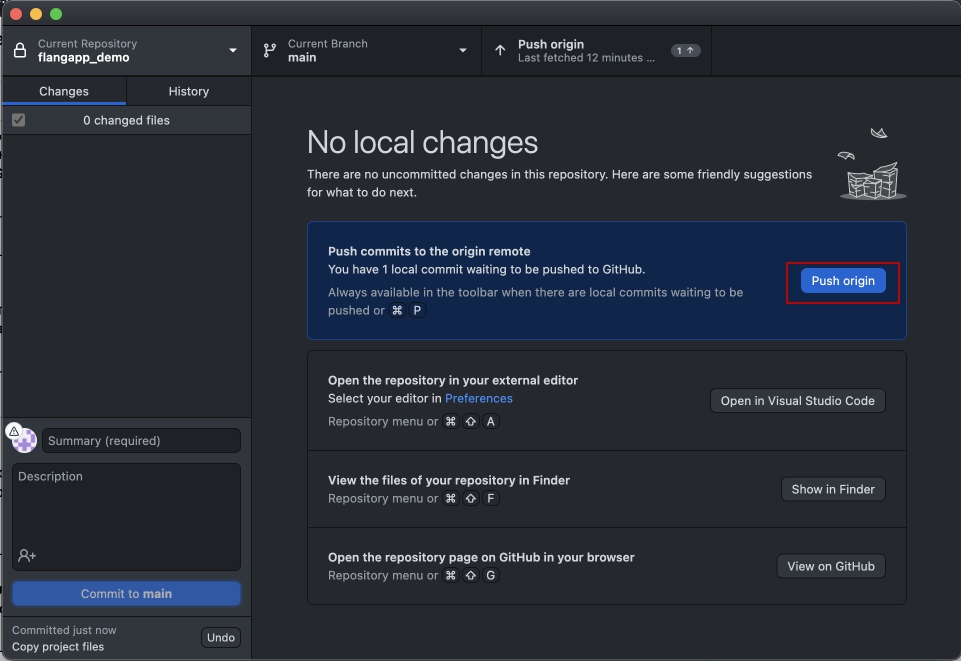 Current Repository
flangapp_demo
Current Branch
main
Push origin
Last fetched 12 minutes ...
1 ↑
Changes
History
0 changed files
No local changes
There are no uncommitted changes in this repository. Here are some friendly suggestions
for what to do next.
Push commits to the origin remote
You have 1 local commit waiting to be pushed to GitHub.
Always available in the toolbar when there are local commits waiting to be
pushed or ⌘ P
Push origin
Open the repository in your external editor
Select your editor in Preferences
Repository menu or ⌘ ⇧ A
Open in Visual Studio Code
View the files of your repository in Finder
Repository menu or ⌘ ⇧ F
Show in Finder
Open the repository page on GitHub in your browser
Repository menu or ⌘ ⇧ G
View on GitHub
Summary (required)
Description
Commit to main
Committed just now
Copy project files
Undo